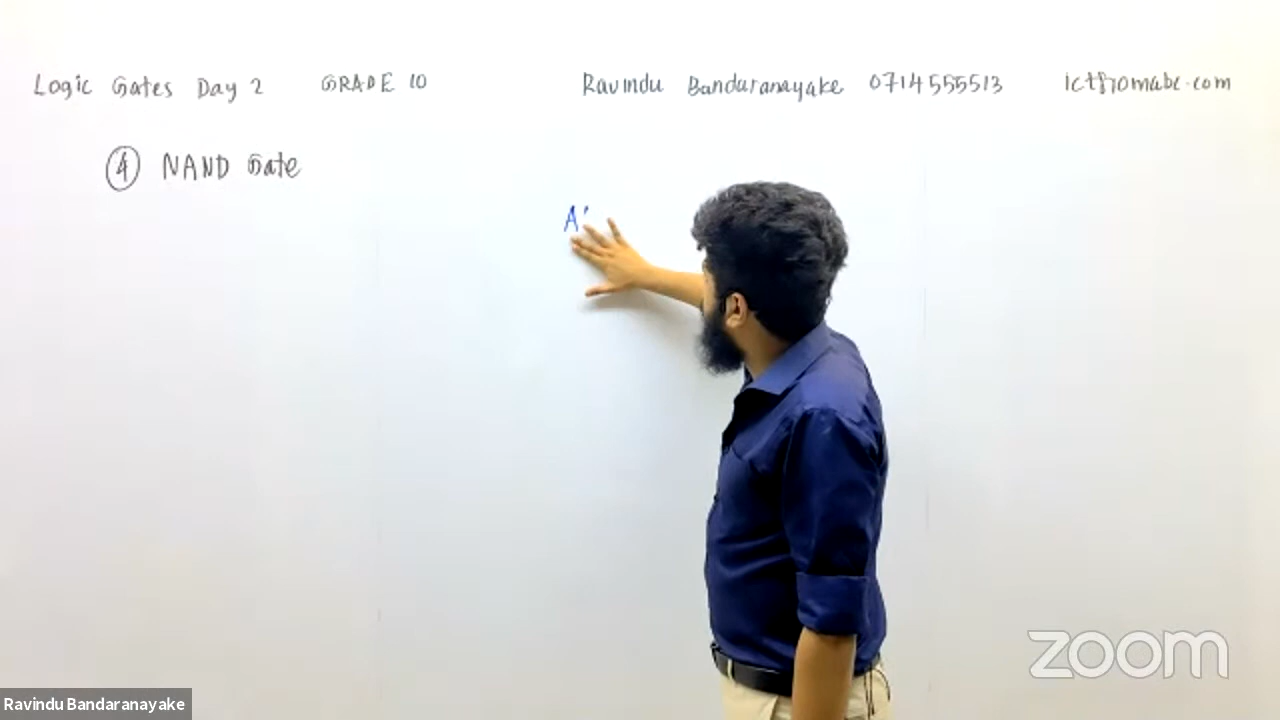 Logic Gates Day 2 GRADE 10 Ravindu Bandaranayake 0714555513 ictfromabc.com
④ NAND Gate
A'
zoom
Ravindu Bandaranayake